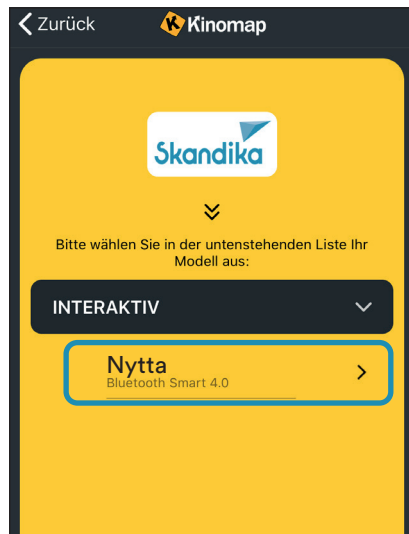 Zurück
Kinomap
Skandika
Bitte wählen Sie in der untenstehenden Liste Ihr
Modell aus:
INTERAKTIV
Nytta
Bluetooth Smart 4.0